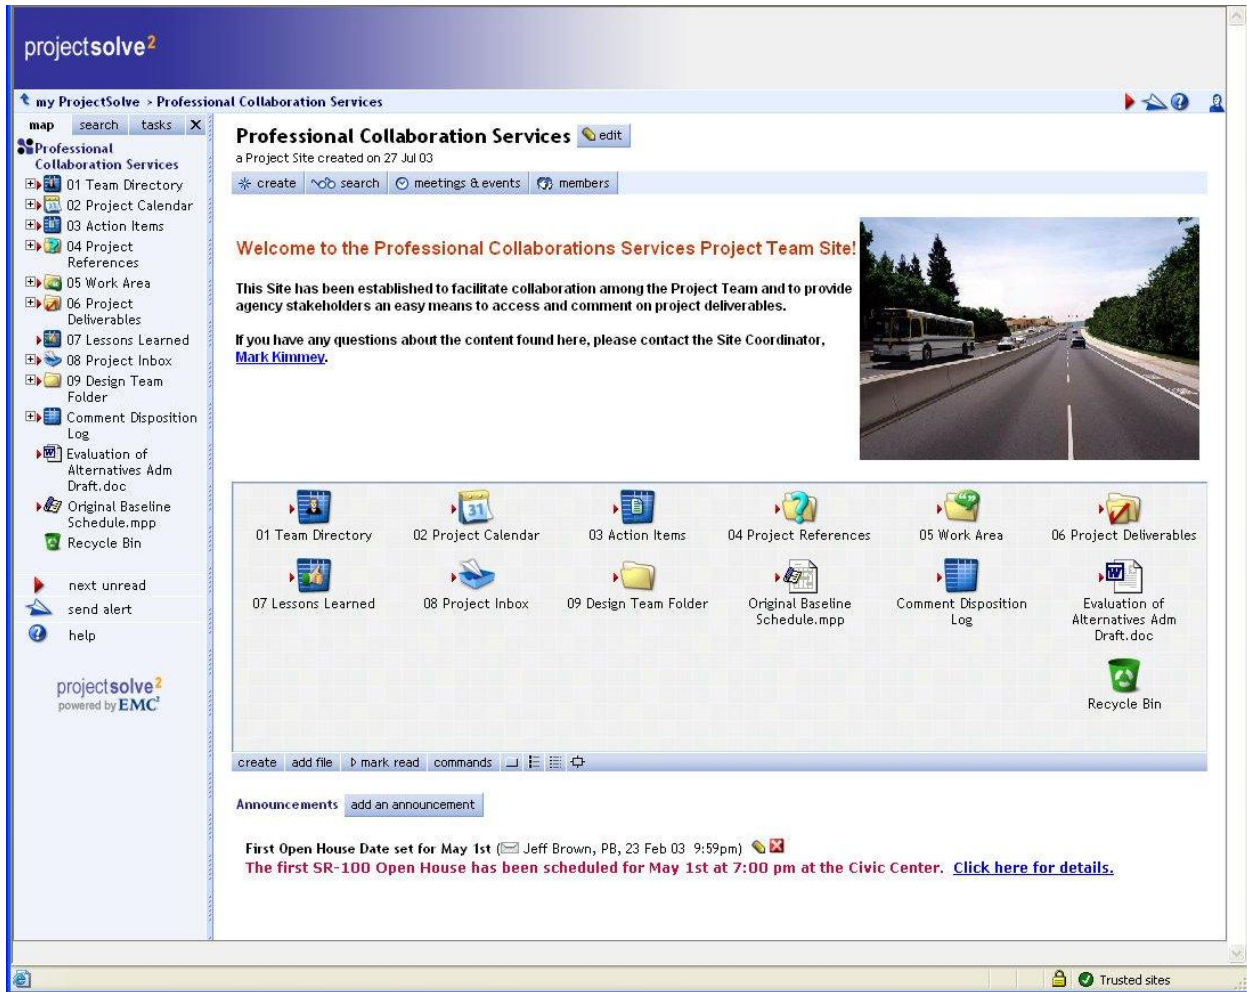 projectsolve2
my ProjectSolve > Professional Collaboration Services
map search tasks X
Professional
Collaboration Services
01 Team Directory
02 Project Calendar
03 Action Items
04 Project
References
05 Work Area
06 Project
Deliverables
07 Lessons Learned
08 Project Inbox
09 Design Team
Folder
Comment Disposition
Log
Evaluation of
Alternatives Adm
Draft.doc
Original Baseline
Schedule.mpp
Recycle Bin
next unread
send alert
help
projectsolve2
powered by EMC2
Professional Collaboration Services edit
a Project Site created on 27 Jul 03
create search meetings & events members
Welcome to the Professional Collaborations Services Project Team Site!
This Site has been established to facilitate collaboration among the Project Team and to provide
agency stakeholders an easy means to access and comment on project deliverables.
If you have any questions about the content found here, please contact the Site Coordinator,
Mark Kimmey.
01 Team Directory 02 Project Calendar 03 Action Items 04 Project References 05 Work Area 06 Project Deliverables
07 Lessons Learned 08 Project Inbox 09 Design Team Folder Original Baseline Comment Disposition Evaluation of
Schedule.mpp Log Alternatives Adm
Draft.doc
Recycle Bin
create add file mark read commands
Announcements add an announcement
First Open House Date set for May 1st (Jeff Brown, PB, 23 Feb 03 9:59pm)
The first SR-100 Open House has been scheduled for May 1st at 7:00 pm at the Civic Center. Click here for details.
Trusted sites